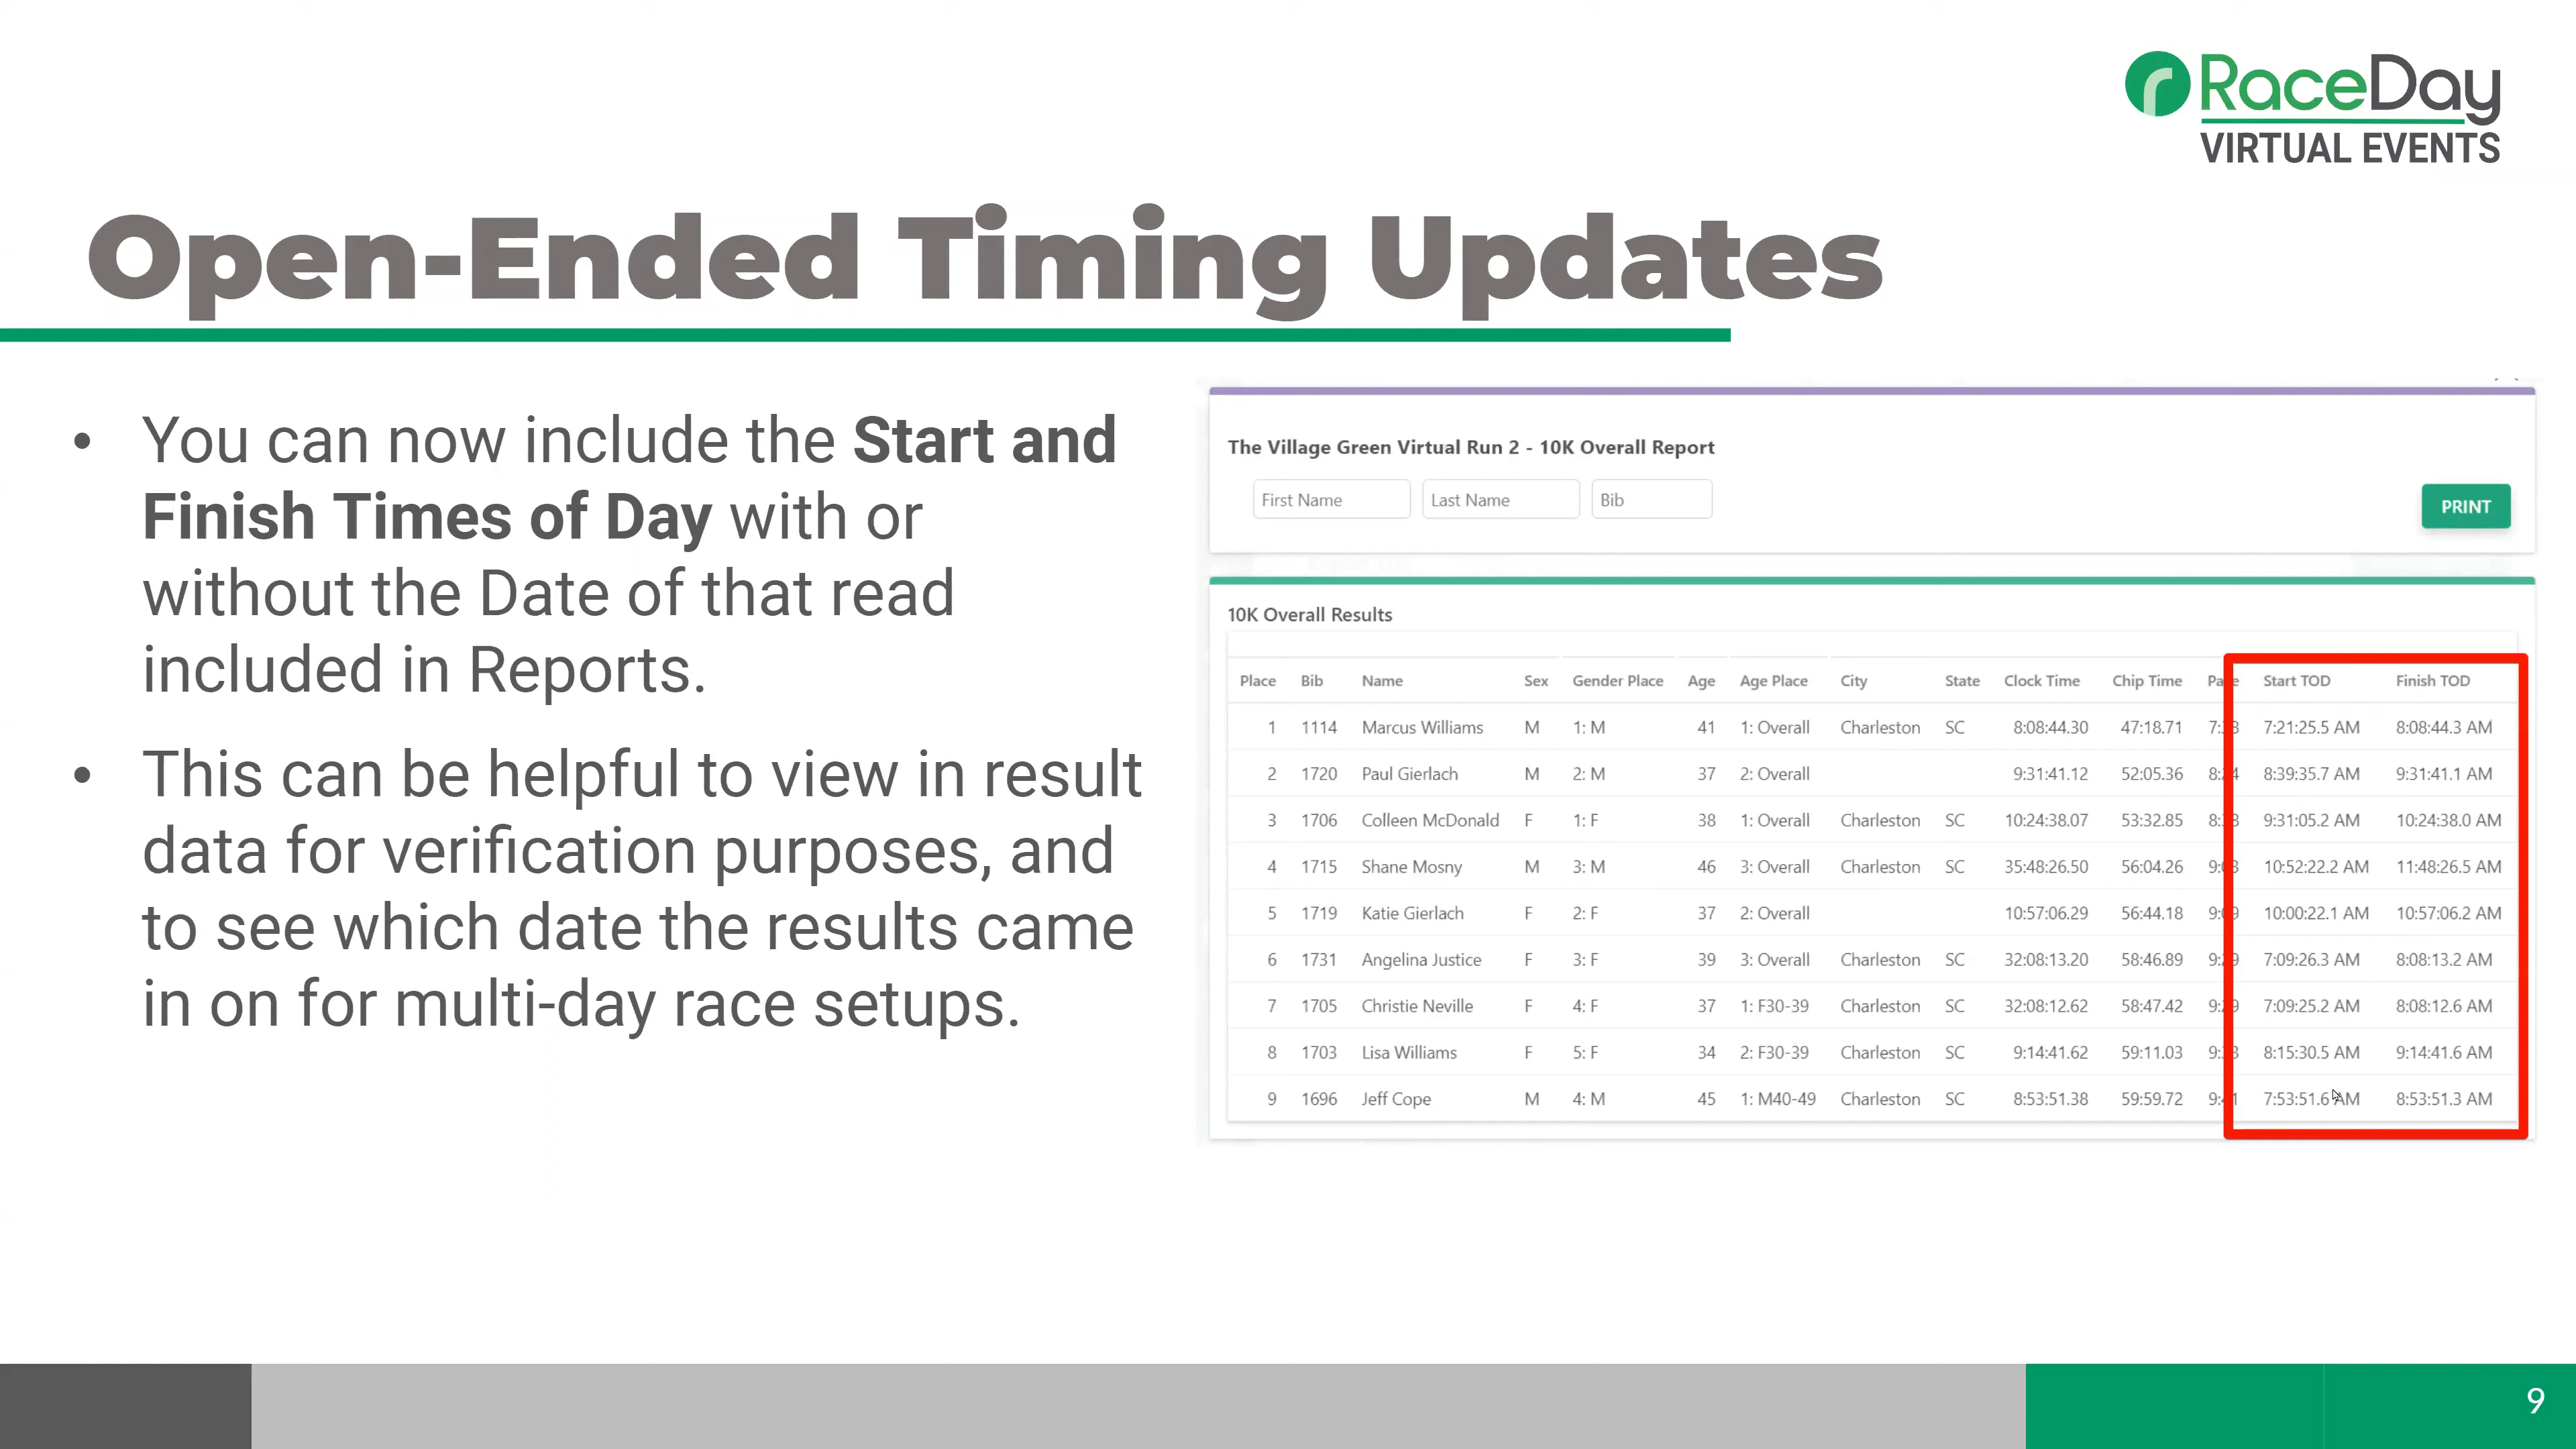 RaceDay
VIRTUAL EVENTS
Open-Ended Timing Updates
• You can now include the Start and
Finish Times of Day with or
without the Date of that read
included in Reports.
• This can be helpful to view in result
data for verification purposes, and
to see which date the results came
in on for multi-day race setups.
The Village Green Virtual Run 2 - 10K Overall Report
First Name Last Name Bib
PRINT
10K Overall Results
Place Bib Name Sex Gender Place Age Age Place City State Clock Time Chip Time Start TOD Finish TOD
1 1114 Marcus Williams M 1: M 41 1: Overall Charleston SC 8:08:44.30 47:18.71 7:21:25.5 AM 8:08:44.3 AM
2 1720 Paul Gierlach M 2: M 37 2: Overall 9:31:41.12 52:05.36 8:39:35.7 AM 9:31:41.1 AM
3 1706 Colleen McDonald F 1: F 38 1: Overall Charleston SC 10:24:38.07 53:32.85 9:31:05.2 AM 10:24:38.0 AM
4 1715 Shane Mosny M 3: M 46 3: Overall Charleston SC 35:48:26.50 56:04.26 10:52:22.2 AM 11:48:26.5 AM
5 1719 Katie Gierlach F 2: F 37 2: Overall 10:57:06.29 56:44.18 10:00:22.1 AM 10:57:06.2 AM
6 1731 Angelina Justice F 3: F 39 3: Overall Charleston SC 32:08:13.20 58:46.89 7:09:26.3 AM 8:08:13.2 AM
7 1705 Christie Neville F 4: F 37 1: F30-39 Charleston SC 32:08:12.62 58:47.42 7:09:25.2 AM 8:08:12.6 AM
8 1703 Lisa Williams F 5: F 34 2: F30-39 Charleston SC 9:14:41.62 59:11.03 8:15:30.5 AM 9:14:41.6 AM
9 1696 Jeff Cope M 4: M 45 1: M40-49 Charleston SC 8:53:51.38 59:59.72 7:53:51.6 AM 8:53:51.3 AM
9